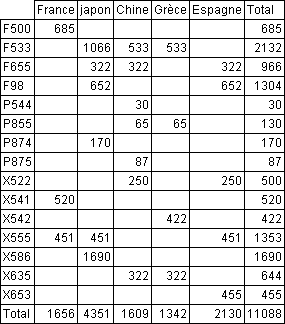 France japon Chine Grèce Espagne Total
F500 685 685
F533 1066 533 533 2132
F655 322 322 322 966
F98 652 652 1304
P544 30 30
P855 65 65 130
P874 170 170
P875 87 87
X522 250 250 500
X541 520 520
X542 422 422
X555 451 451 451 1353
X586 1690 1690
X635 322 322 644
X653 455 455
Total 1656 4351 1609 1342 2130 11088